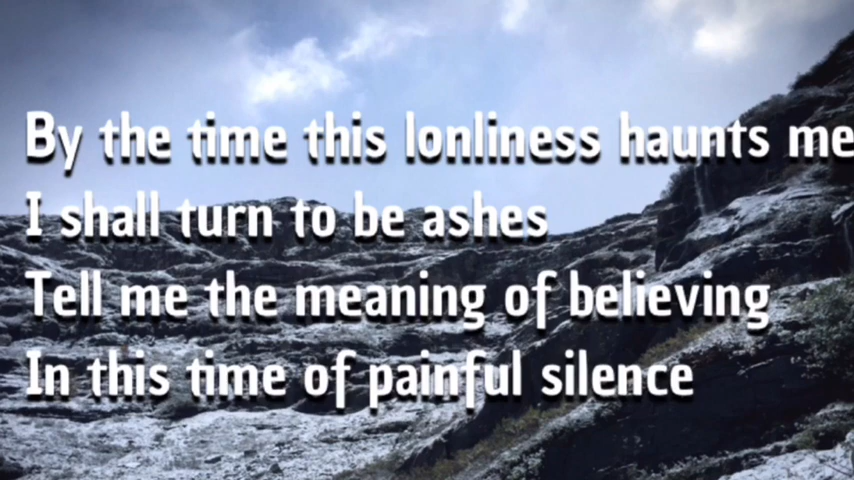 By the time this lonliness haunts me
I shall turn to be ashes
Tell me the meaning of believing
In this time of painful silence